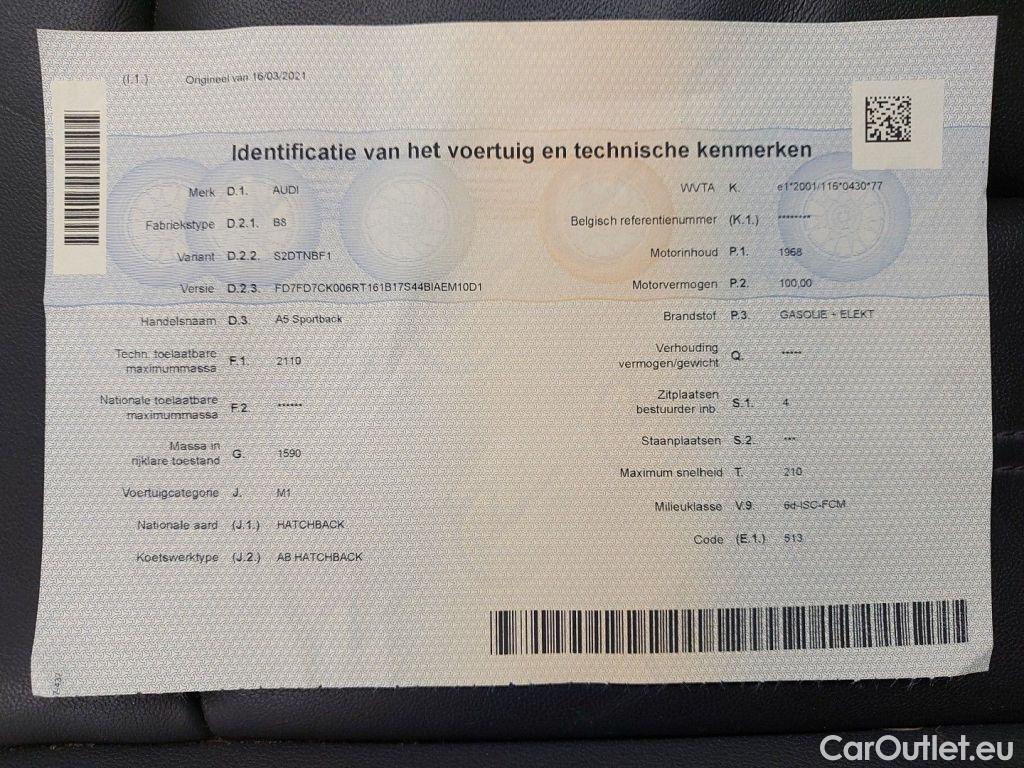 (I.1.) Origineel van 16/03/2021
Identificatie van het voertuig en technische kenmerken
Merk D.1. AUDI
Fabriekstype D.2.1. B8
Variant D.2.2. S2DTNBF1
Versie D.2.3. FD7FD7CK006RT161B17S44BIAEM10D1
Handelsnaam D.3. A5 Sportback
Techn. toelaatbare
maximummassa F.1. 2110
Nationale toelaatbare
maximummassa F.2. ******
Massa in
rijklare toestand G. 1590
Voertuigcategorie J. M1
Nationale aard (J.1.) HATCHBACK
Koetswerktype (J.2.) AB HATCHBACK
WVTA K. e1*2001/116*0430*77
Belgisch referentienummer (K.1.) ********
Motorinhoud P.1. 1968
Motorvermogen P.2. 100,00
Brandstof P.3. GASOLIE + ELEKT
Verhouding
vermogen/gewicht Q. *****
Zitplaatsen
bestuurder inb. S.1. 4
Staanplaatsen S.2. ***
Maximum snelheid T. 210
Milieuklasse V.9. 6d-ISC-FCM
Code (E.1.) 513
CarOutlet.eu